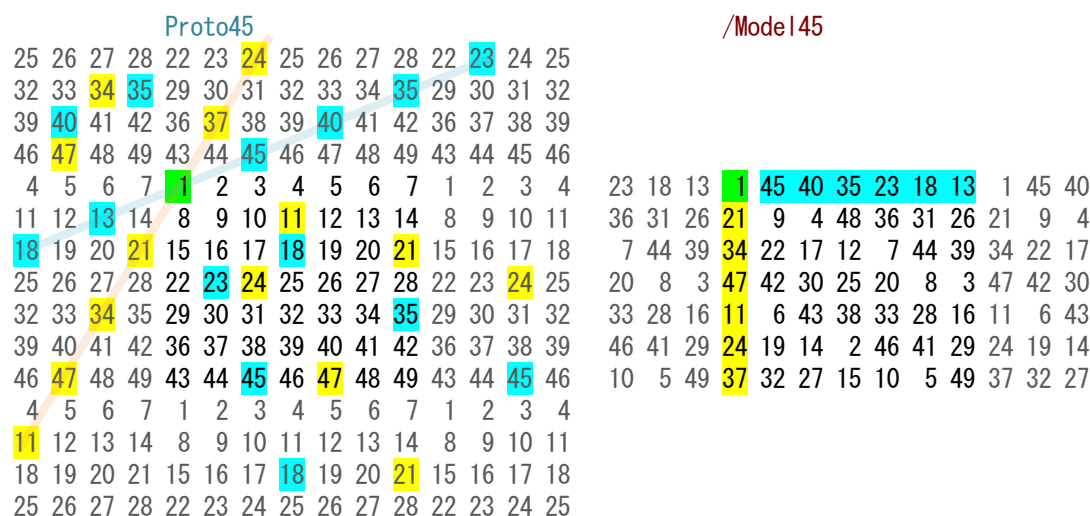 Proto45 /Model45
25 26 27 28 22 23 24 25 26 27 28 22 23 24 25
32 33 34 35 29 30 31 32 33 34 35 29 30 31 32
39 40 41 42 36 37 38 39 40 41 42 36 37 38 39
46 47 48 49 43 44 45 46 47 48 49 43 44 45 46
4 5 6 7 1 2 3 4 5 6 7 1 2 3 4 23 18 13 1 45 40 35 23 18 13 1 45 40
11 12 13 14 8 9 10 11 12 13 14 8 9 10 11 36 31 26 21 9 4 48 36 31 26 21 9 4
18 19 20 21 15 16 17 18 19 20 21 15 16 17 18 7 44 39 34 22 17 12 7 44 39 34 22 17
25 26 27 28 22 23 24 25 26 27 28 22 23 24 25 20 8 3 47 42 30 25 20 8 3 47 42 30
32 33 34 35 29 30 31 32 33 34 35 29 30 31 32 33 28 16 11 6 43 38 33 28 16 11 6 43
39 40 41 42 36 37 38 39 40 41 42 36 37 38 39 46 41 29 24 19 14 2 46 41 29 24 19 14
46 47 48 49 43 44 45 46 47 48 49 43 44 45 46 10 5 49 37 32 27 15 10 5 49 37 32 27
4 5 6 7 1 2 3 4 5 6 7 1 2 3 4
11 12 13 14 8 9 10 11 12 13 14 8 9 10 11
18 19 20 21 15 16 17 18 19 20 21 15 16 17 18
25 26 27 28 22 23 24 25 26 27 28 22 23 24 25